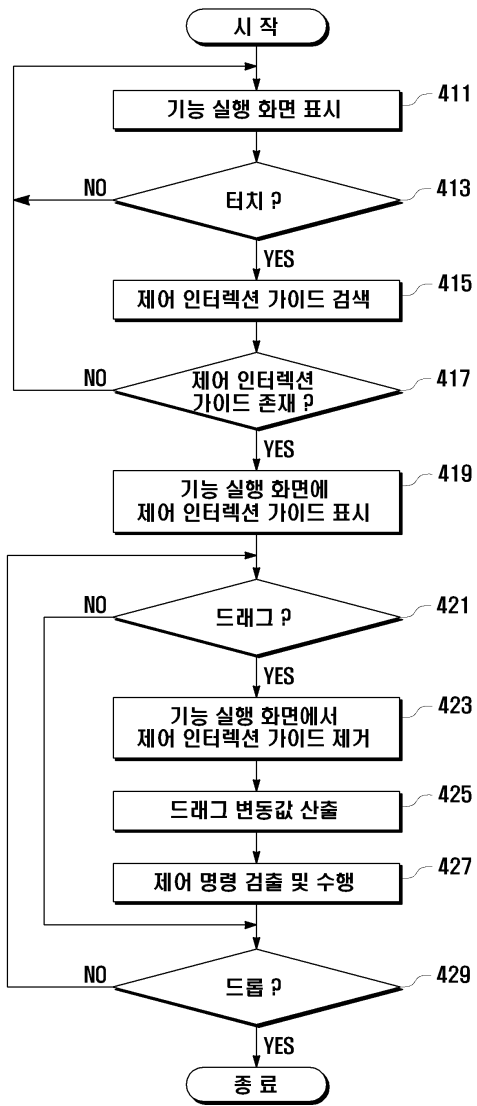 시 작
기능 실행 화면 표시
411
NO
터치 ?
413
YES
제어 인터렉션 가이드 검색
415
NO
제어 인터렉션
가이드 존재 ?
417
YES
기능 실행 화면에
제어 인터렉션 가이드 표시
419
NO
드래그 ?
421
YES
기능 실행 화면에서
제어 인터렉션 가이드 제거
423
드래그 변동값 산출
425
제어 명령 검출 및 수행
427
NO
드롭 ?
429
YES
종 료